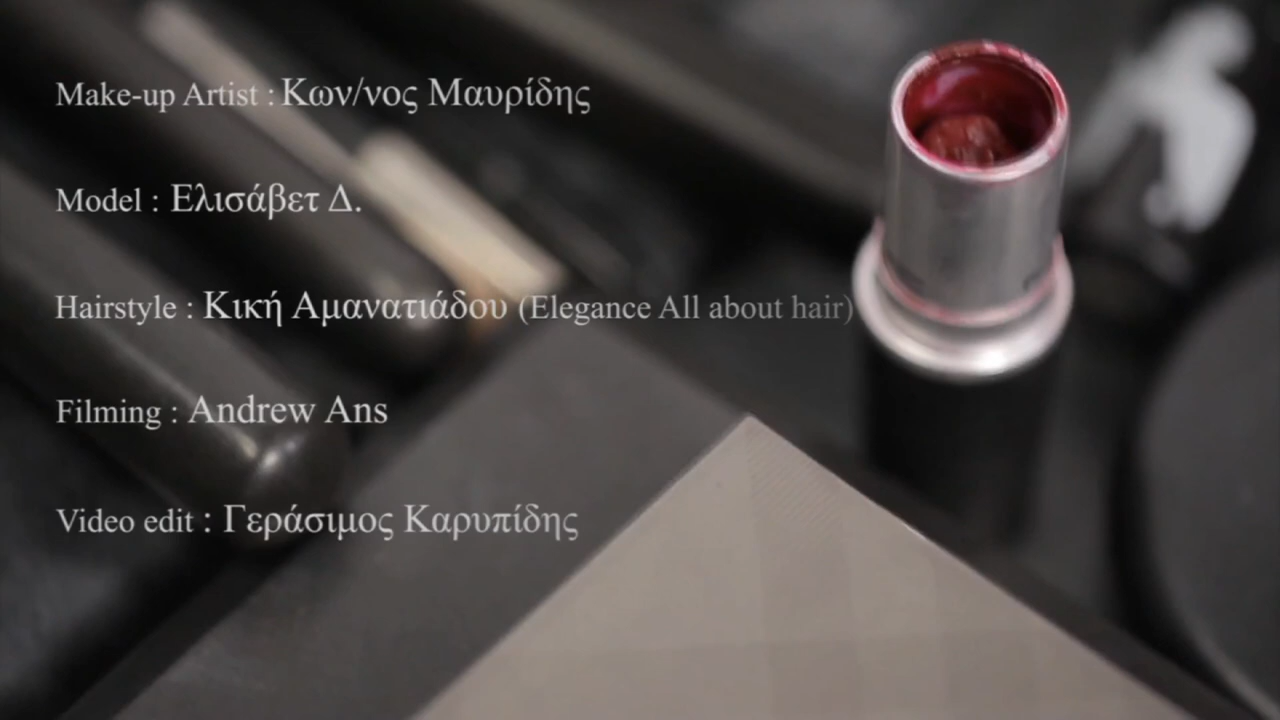 Make-up Artist : Κων/νος Μαυρίδης
Model : Ελισάβετ Δ.
Hairstyle : Κική Αμανατιάδου (Elegance All about hair)
Filming : Andrew Ans
Video edit : Γεράσιμος Καρυπίδης